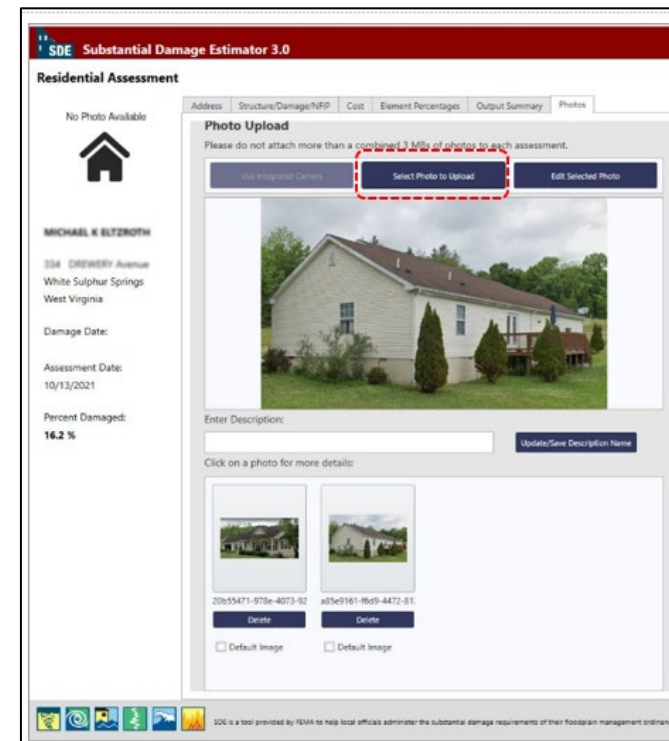 SDE Substantial Damage Estimator 3.0
Residential Assessment
No Photo Available
Address Structure/Damage/NFIP Cost Element Percentages Output Summary Photos
Photo Upload
Please do not attach more than a combined 3 MBs of photos to each assessment.
Use Integrated Camera Select Photo to Upload Edit Selected Photo
White Sulphur Springs
West Virginia
Damage Date:
Assessment Date:
10/13/2021
Percent Damaged:
16.2 %
Enter Description:
Update/Save Description Name
Click on a photo for more details:
20b55471-978e-4073-92 a85e9161-f6d9-4472-81
Delete Delete
Default Image Default Image
SDE is a tool provided by FEMA to help local officials administer the substantial damage requirements of their floodplain management